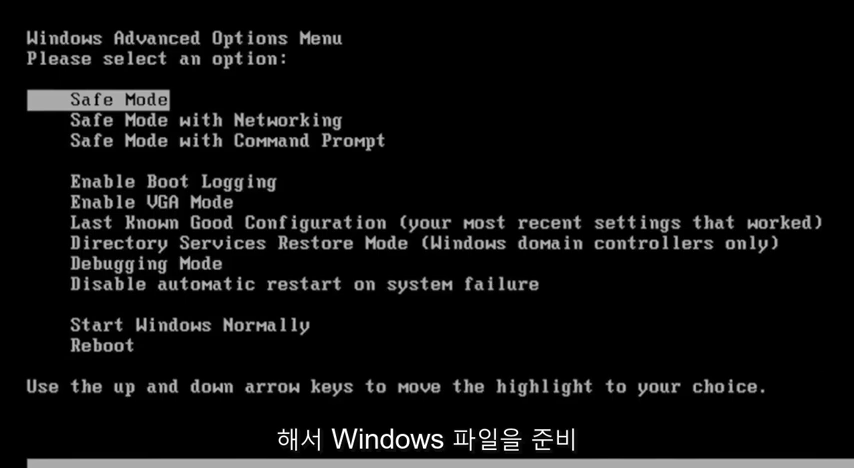 Windows Advanced Options Menu
Please select an option:
Safe Mode
Safe Mode with Networking
Safe Mode with Command Prompt
Enable Boot Logging
Enable VGA Mode
Last Known Good Configuration (your most recent settings that worked)
Directory Services Restore Mode (Windows domain controllers only)
Debugging Mode
Disable automatic restart on system failure
Start Windows Normally
Reboot
Use the up and down arrow keys to move the highlight to your choice.
해서 Windows 파일을 준비